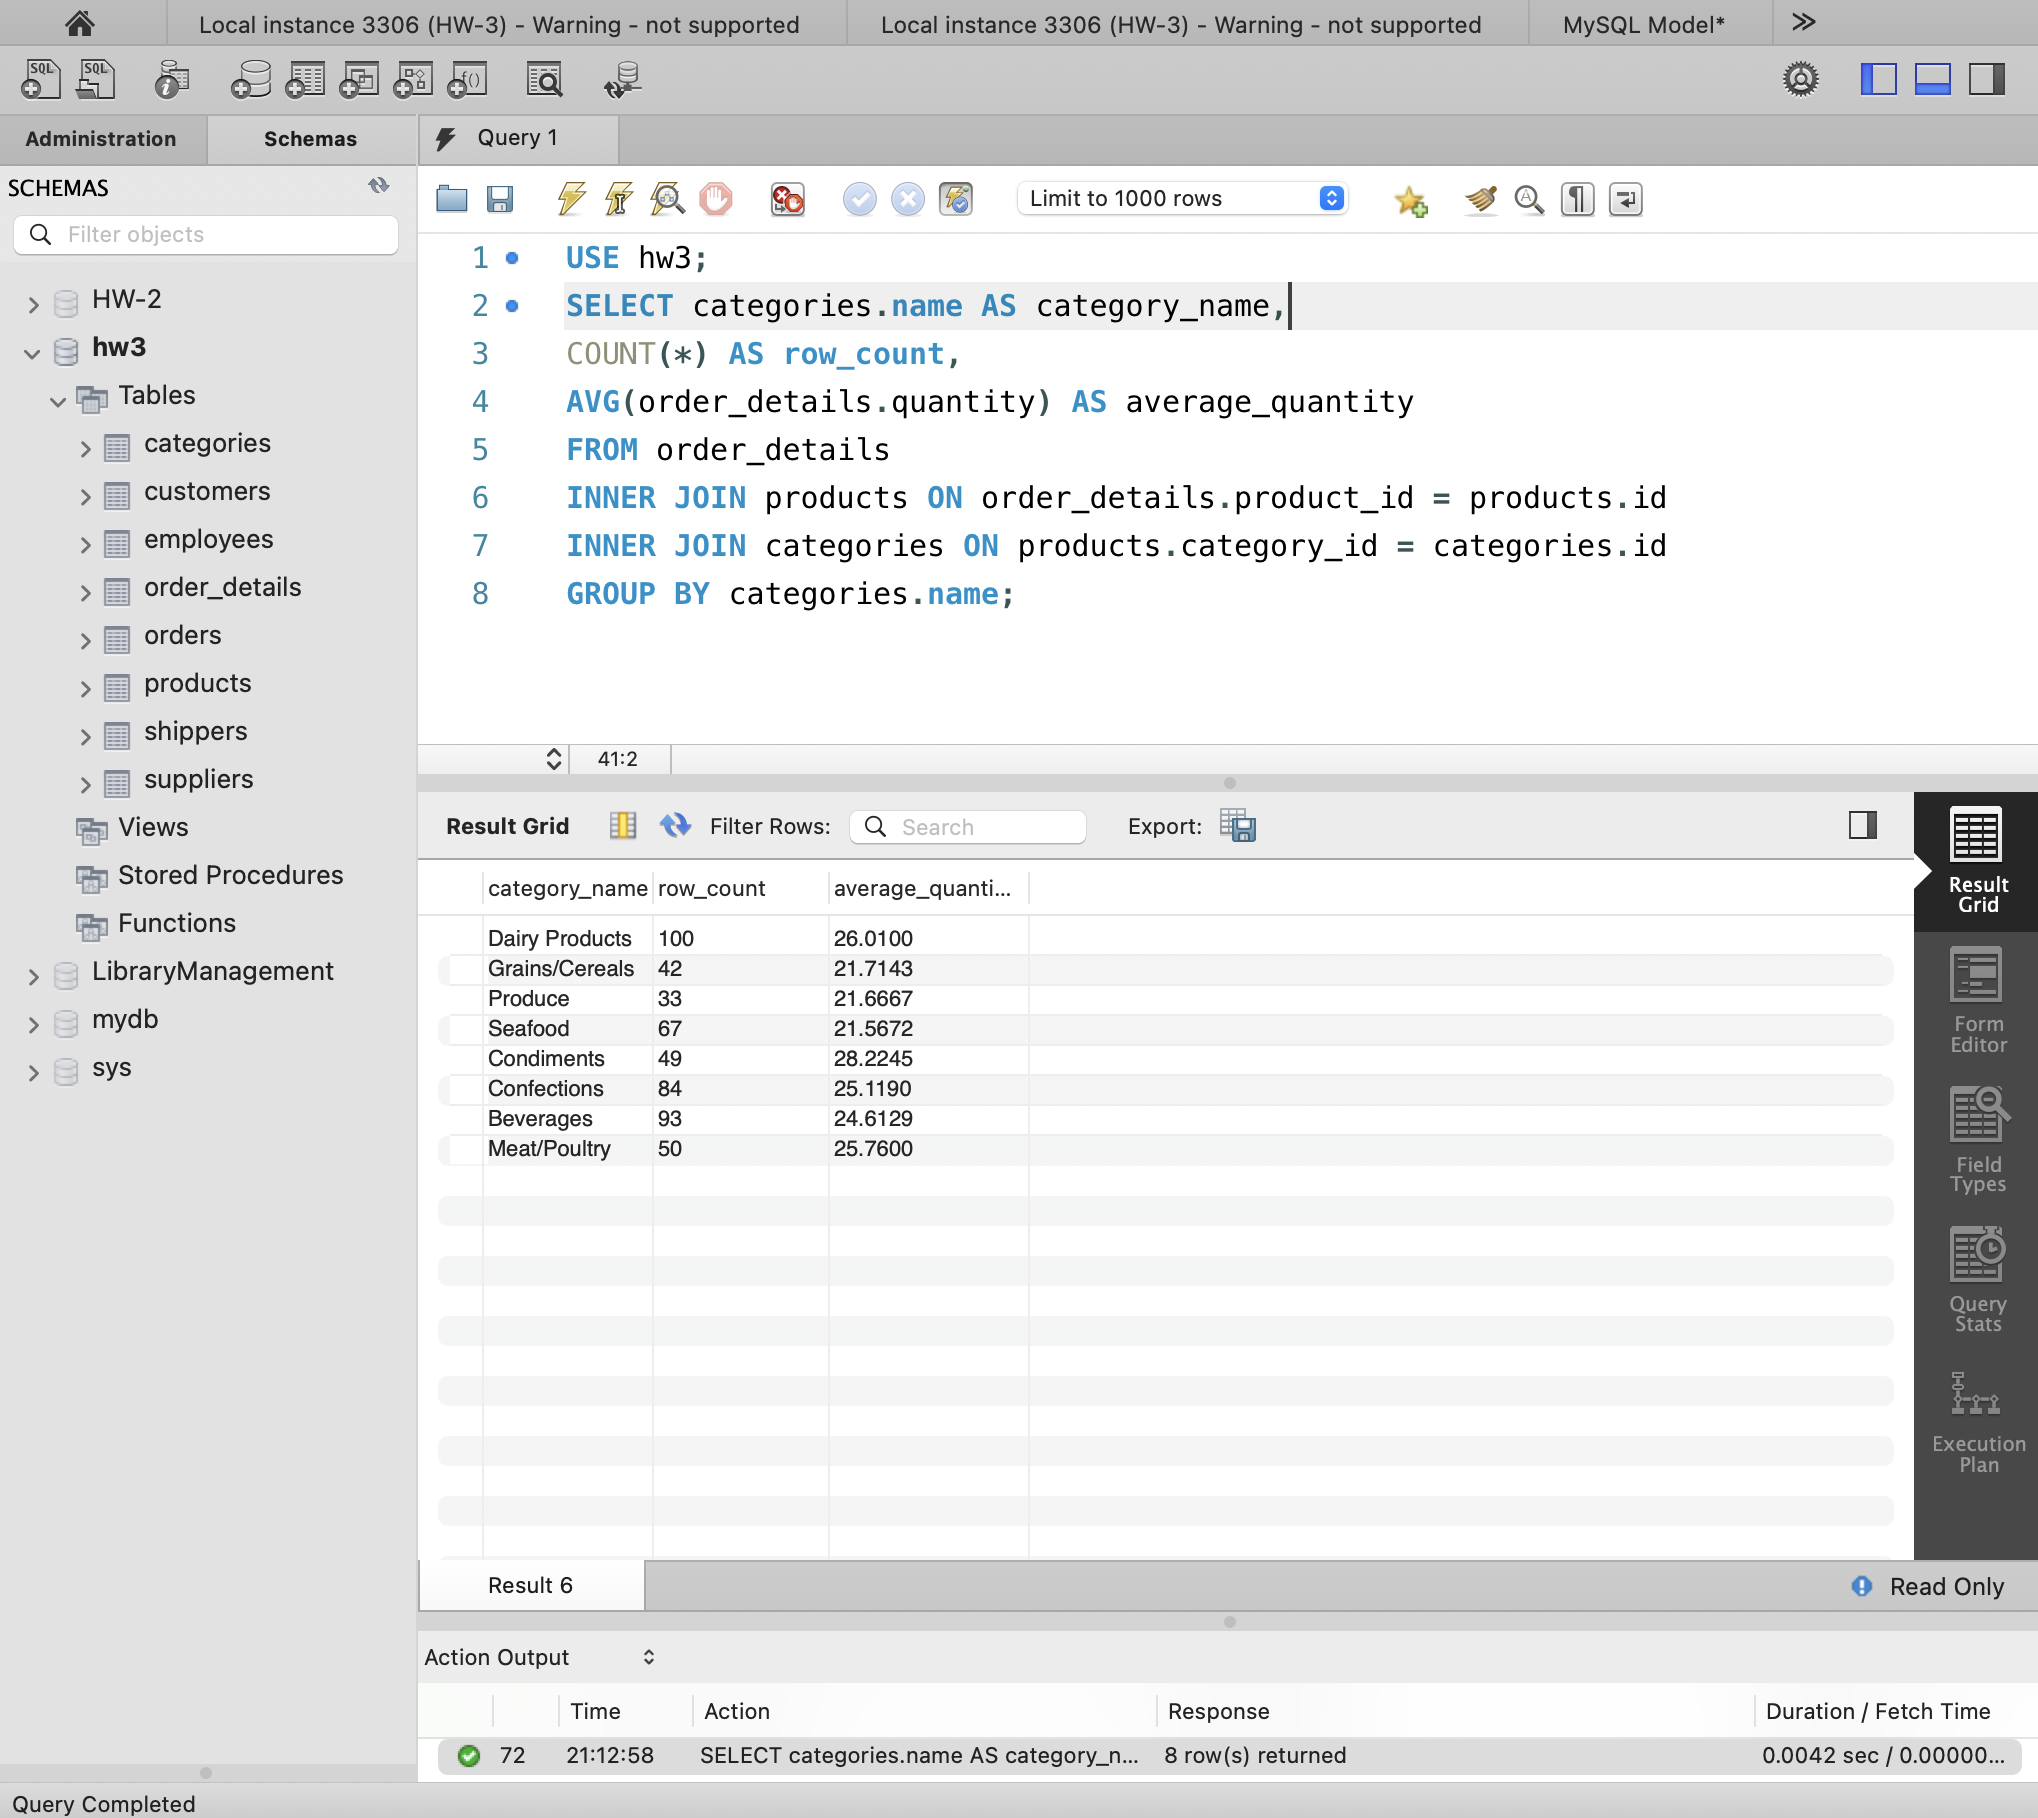 Local instance 3306 (HW-3) - Warning - not supported
Local instance 3306 (HW-3) - Warning - not supported
MySQL Model*
Administration
Schemas
Query 1
SCHEMAS
Filter objects
HW-2
hw3
Tables
categories
customers
employees
order_details
orders
products
shippers
suppliers
Views
Stored Procedures
Functions
LibraryManagement
mydb
sys
Limit to 1000 rows
1 USE hw3;
2 SELECT categories.name AS category_name,
3 COUNT(*) AS row_count,
4 AVG(order_details.quantity) AS average_quantity
5 FROM order_details
6 INNER JOIN products ON order_details.product_id = products.id
7 INNER JOIN categories ON products.category_id = categories.id
8 GROUP BY categories.name;
41:2
Result Grid Filter Rows: Search Export:
category_name row_count average_quanti...
Dairy Products 100 26.0100
Grains/Cereals 42 21.7143
Produce 33 21.6667
Seafood 67 21.5672
Condiments 49 28.2245
Confections 84 25.1190
Beverages 93 24.6129
Meat/Poultry 50 25.7600
Result
Grid
Form
Editor
Field
Types
Query
Stats
Execution
Plan
Result 6
Read Only
Action Output
Time Action Response Duration / Fetch Time
72 21:12:58 SELECT categories.name AS category_n... 8 row(s) returned 0.0042 sec / 0.00000...
Query Completed